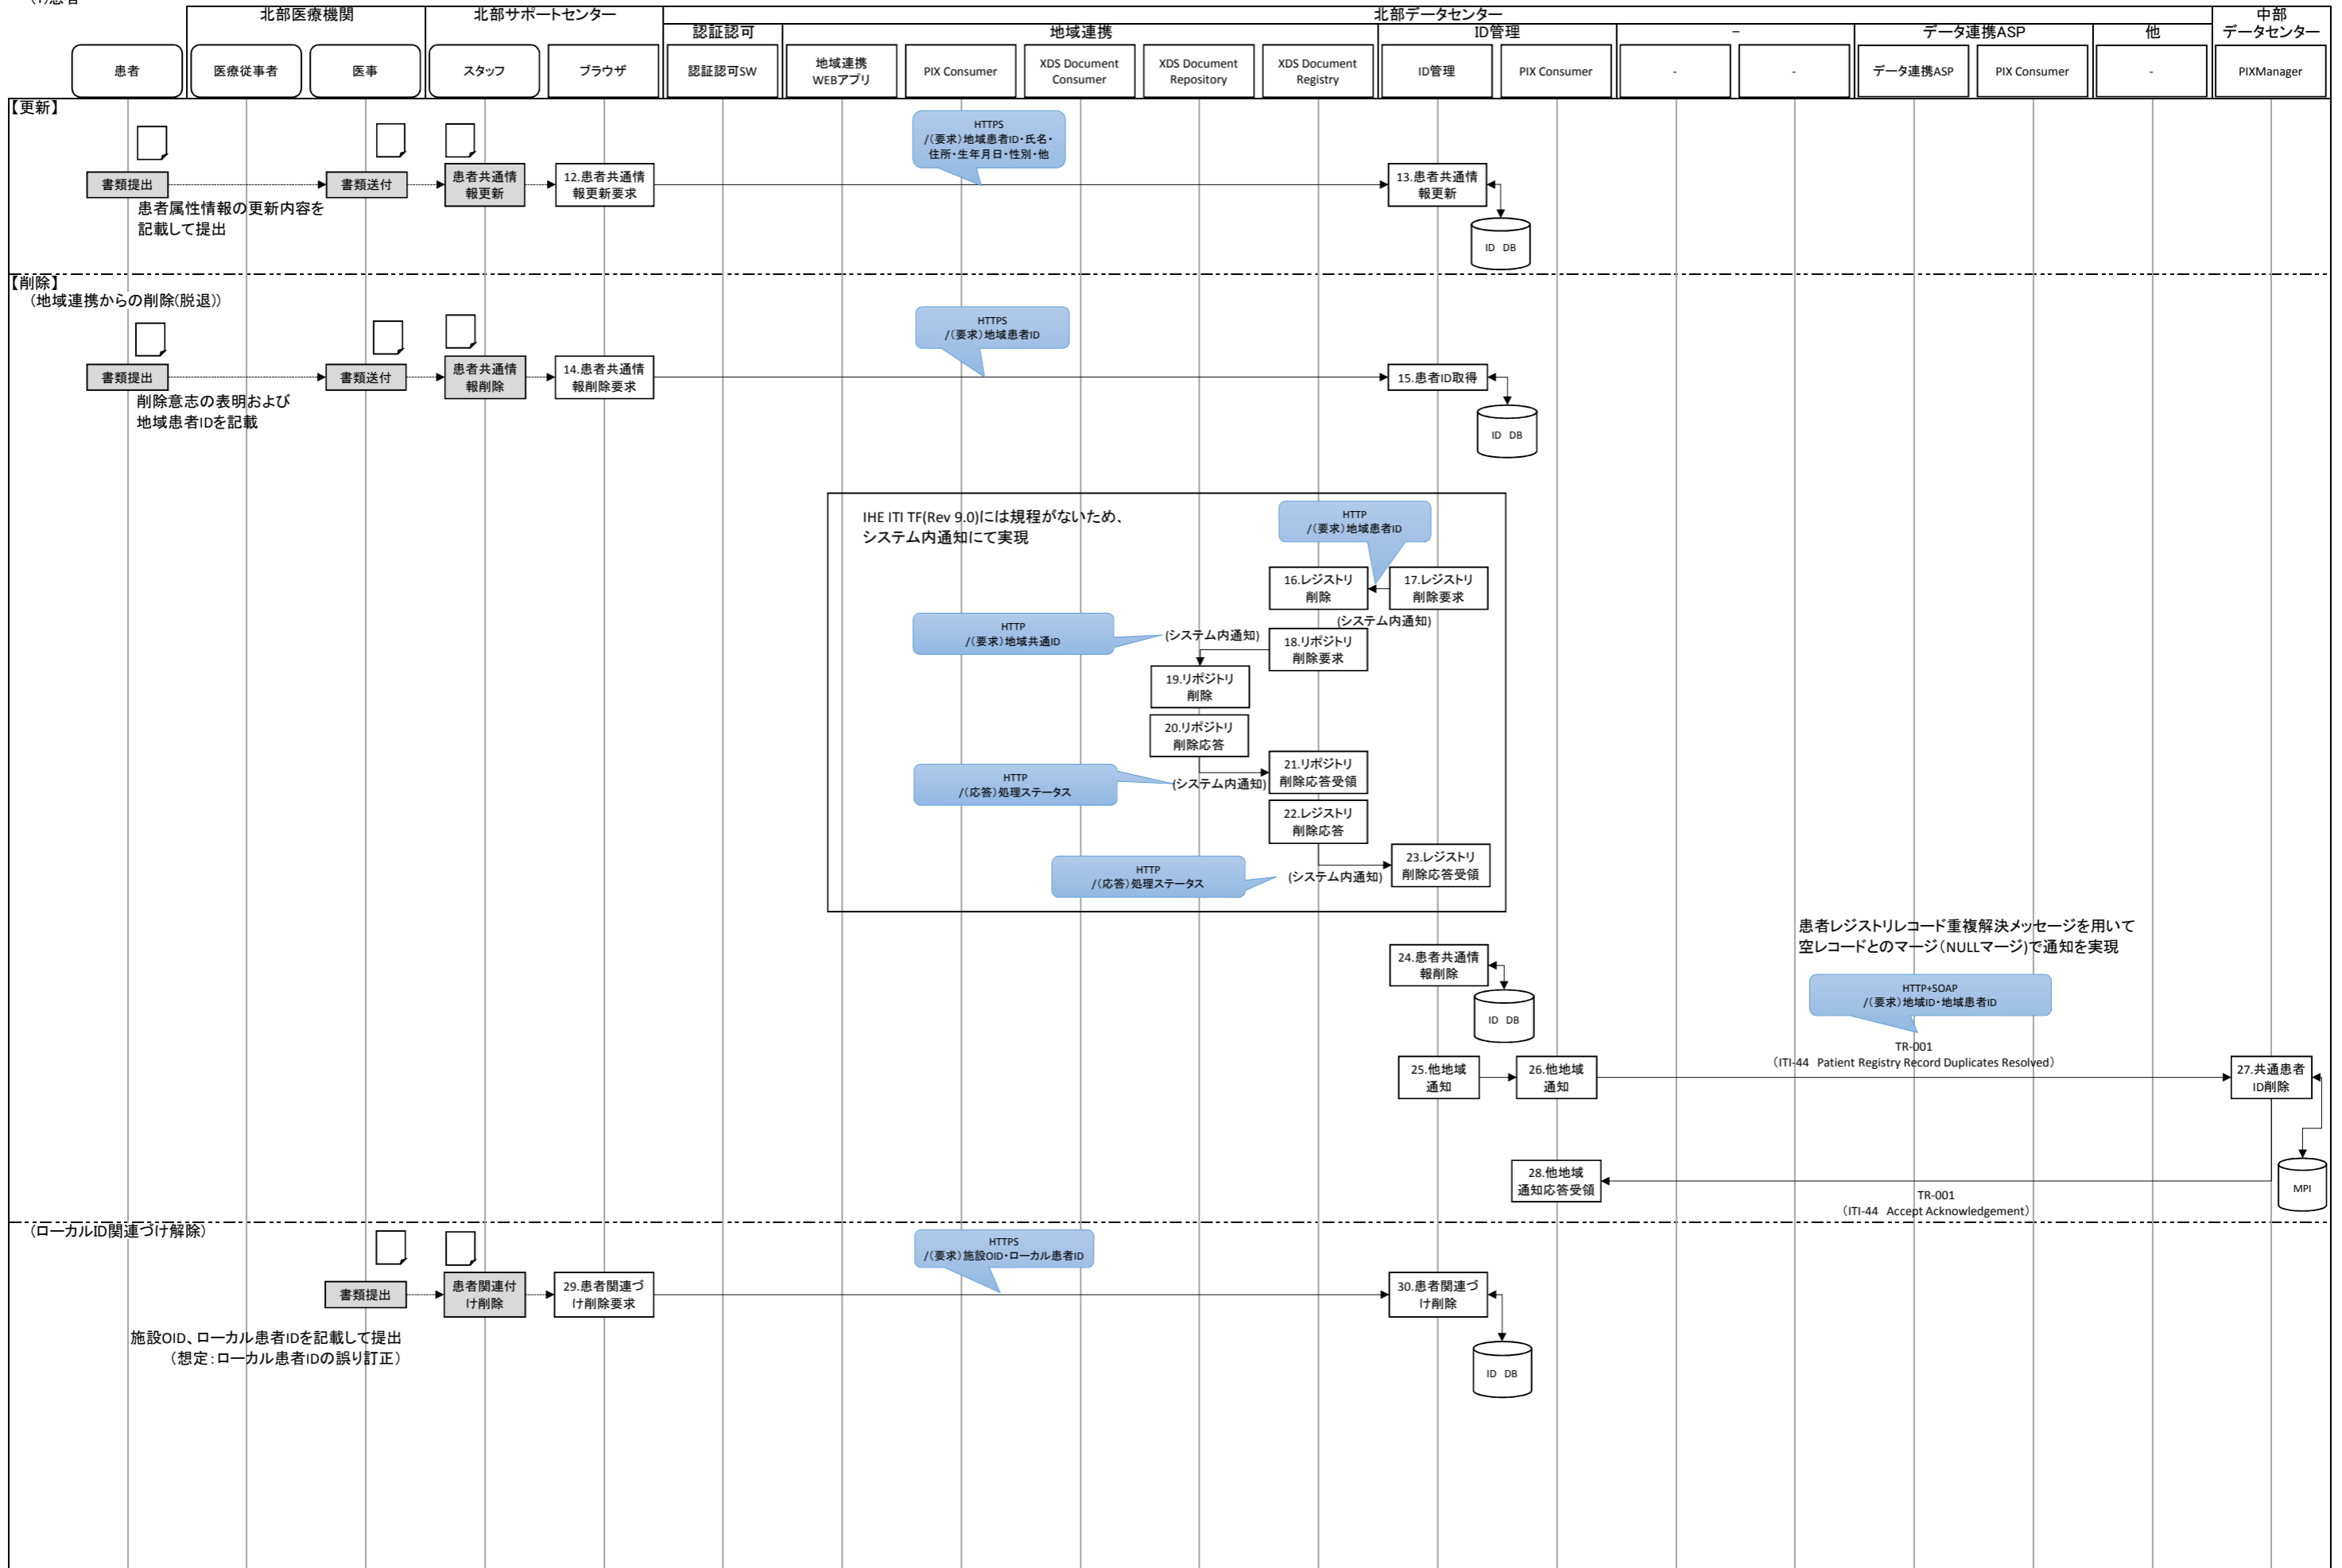 (1)患者
北部医療機関
北部サポートセンター
北部データセンター
中部
データセンター
認証認可
地域連携
ID管理
-
データ連携ASP
他
患者
医療従事者
医事
スタッフ
ブラウザ
認証認可SW
地域連携
WEBアプリ
PIX Consumer
XDS Document
Consumer
XDS Document
Repository
XDS Document
Registry
ID管理
PIX Consumer
-
-
データ連携ASP
PIX Consumer
-
PIXManager
【更新】
HTTPS
/(要求)地域患者ID・氏名・
住所・生年月日・性別・他
書類提出
書類送付
患者共通情
報更新
12.患者共通情
報更新要求
13.患者共通情
報更新
患者属性情報の更新内容を
記載して提出
ID DB
【削除】
(地域連携からの削除(脱退))
HTTPS
/(要求)地域患者ID
書類提出
書類送付
患者共通情
報削除
14.患者共通情
報削除要求
15.患者ID取得
削除意志の表明および
地域患者IDを記載
ID DB
IHE ITI TF(Rev 9.0)には規程がないため、
システム内通知にて実現
HTTP
/(要求)地域患者ID
16.レジストリ
削除
17.レジストリ
削除要求
(システム内通知)
HTTP
/(要求)地域共通ID
(システム内通知)
18.リポジトリ
削除要求
19.リポジトリ
削除
20.リポジトリ
削除応答
HTTP
/(応答)処理ステータス
(システム内通知)
21.リポジトリ
削除応答受領
22.レジストリ
削除応答
HTTP
/(応答)処理ステータス
(システム内通知)
23.レジストリ
削除応答受領
患者レジストリレコード重複解決メッセージを用いて
空レコードとのマージ(NULLマージ)で通知を実現
24.患者共通情
報削除
ID DB
HTTP+SOAP
/(要求)地域ID・地域患者ID
TR-001
(ITI-44 Patient Registry Record Duplicates Resolved)
25.他地域
通知
26.他地域
通知
27.共通患者
ID削除
28.他地域
通知応答受領
MPI
TR-001
(ITI-44 Accept Acknowledgement)
(ローカルID関連づけ解除)
HTTPS
/(要求)施設OID・ローカル患者ID
書類提出
患者関連付
け削除
29.患者関連づ
け削除要求
30.患者関連づ
け削除
施設OID、ローカル患者IDを記載して提出
(想定:ローカル患者IDの誤り訂正)
ID DB